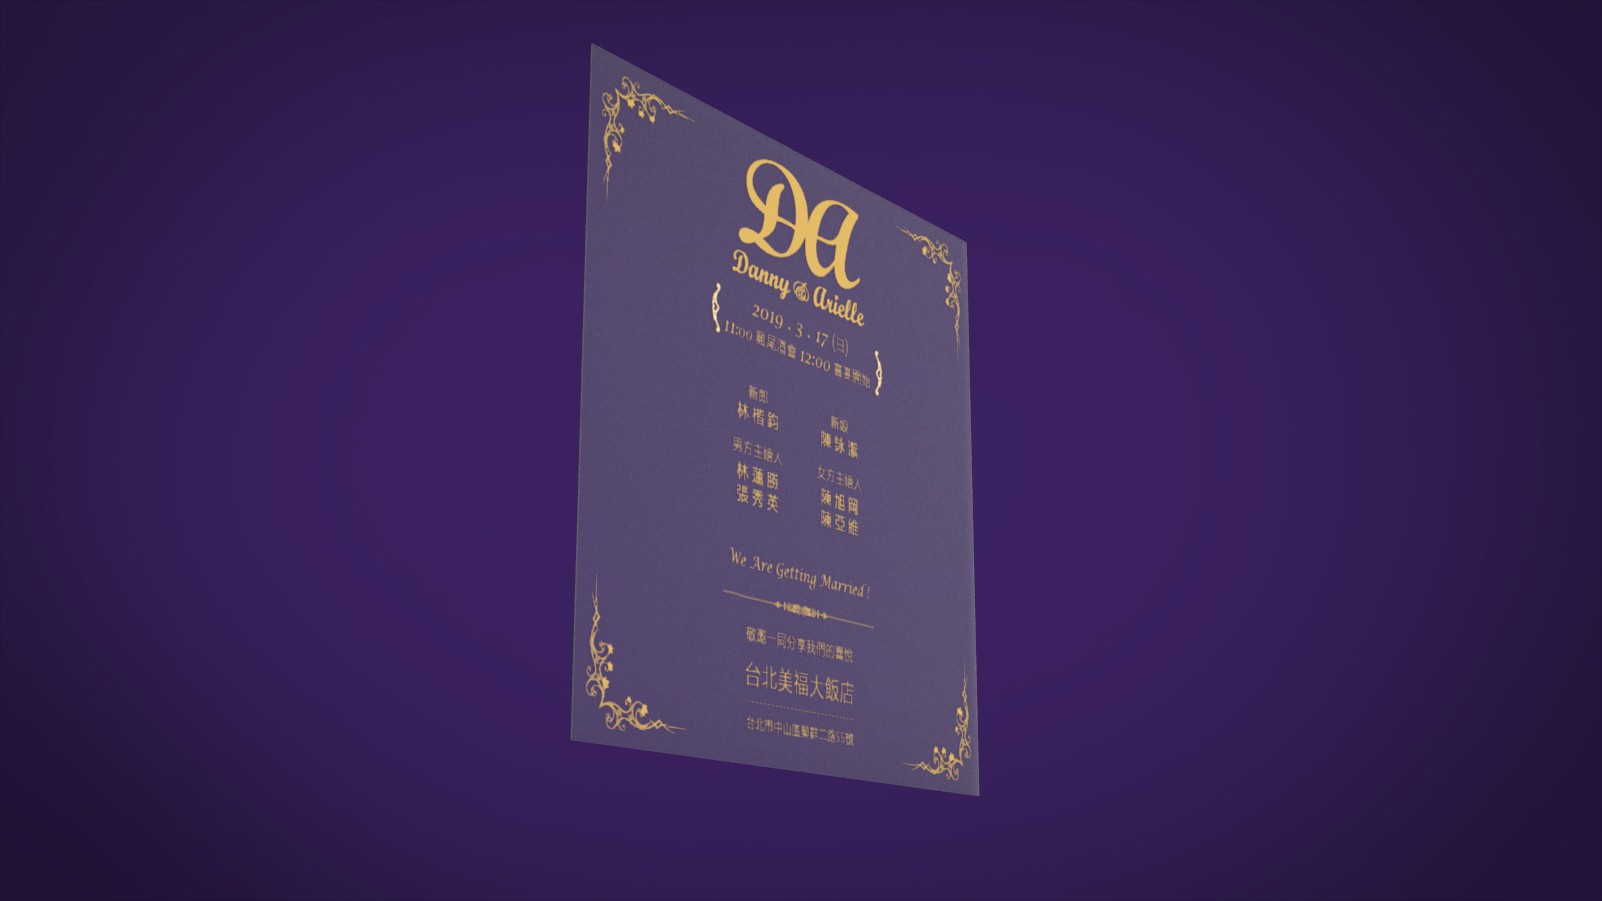 DA
Danny & Arielle
2019 . 3 . 17 (日)
11:00 雞尾酒會 12:00 喜宴開始
新郎
林楷鈞
新娘
陳詠潔
男方主婚人
林蓮勝
張秀英
女方主婚人
陳旭岡
陳亞維
We Are Getting Married !
敬邀一同分享我們的喜悅
台北美福大飯店
台北市中山區樂群二路55號